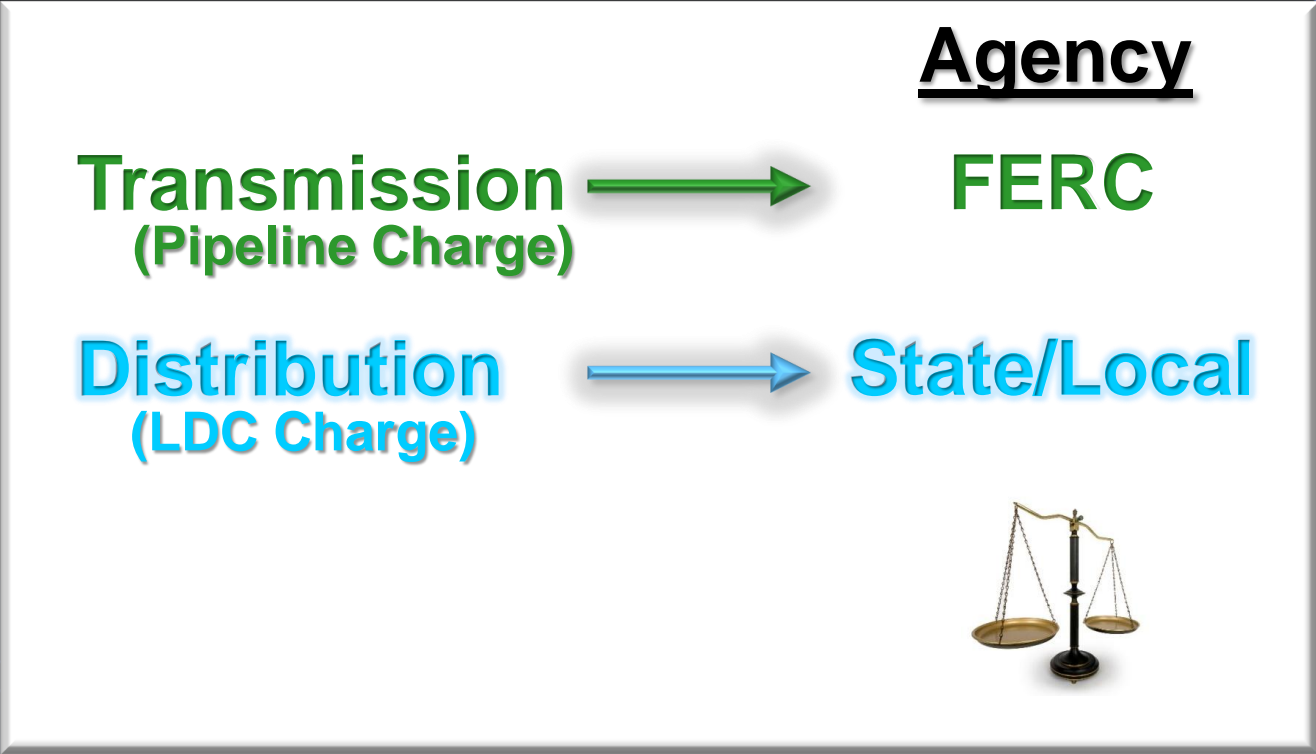 Agency
Transmission FERC
(Pipeline Charge)
Distribution State/Local
(LDC Charge)